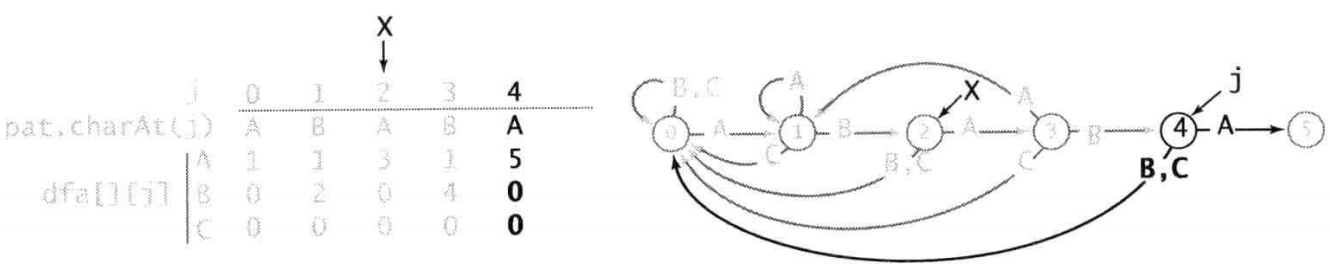 X
j 0 1 2 3 4
pat.charAt(j) A B A B A
A 1 1 3 1 5
dfa[][j] B 0 2 0 4 0
C 0 0 0 0 0
B,C A A j
X
0 A 1 B 2 A 3 B 4 A 5
C B,C C B,C